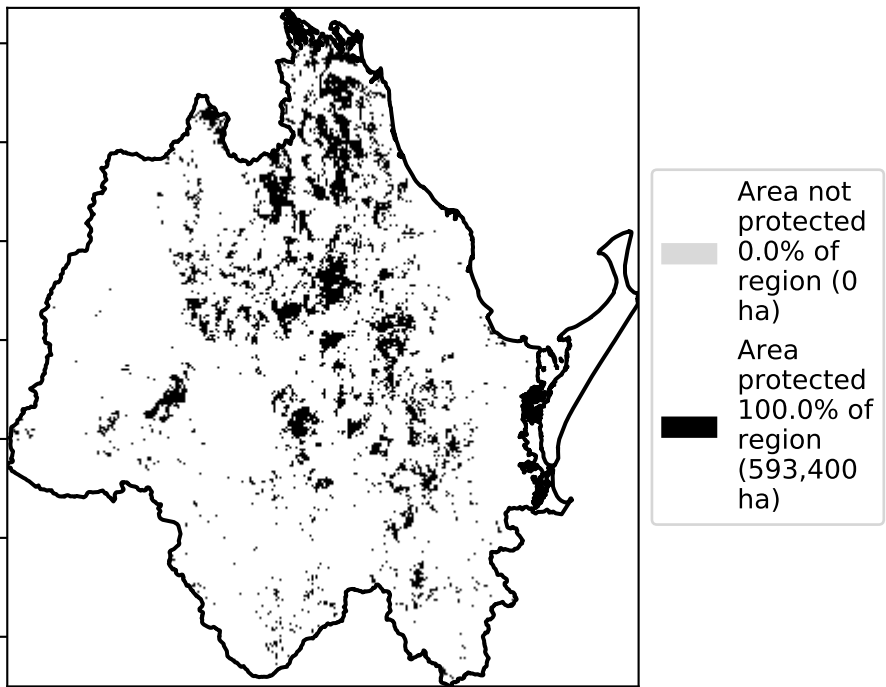 Area not
protected
0.0% of
region (0
ha)
Area
protected
100.0% of
region
(593,400
ha)